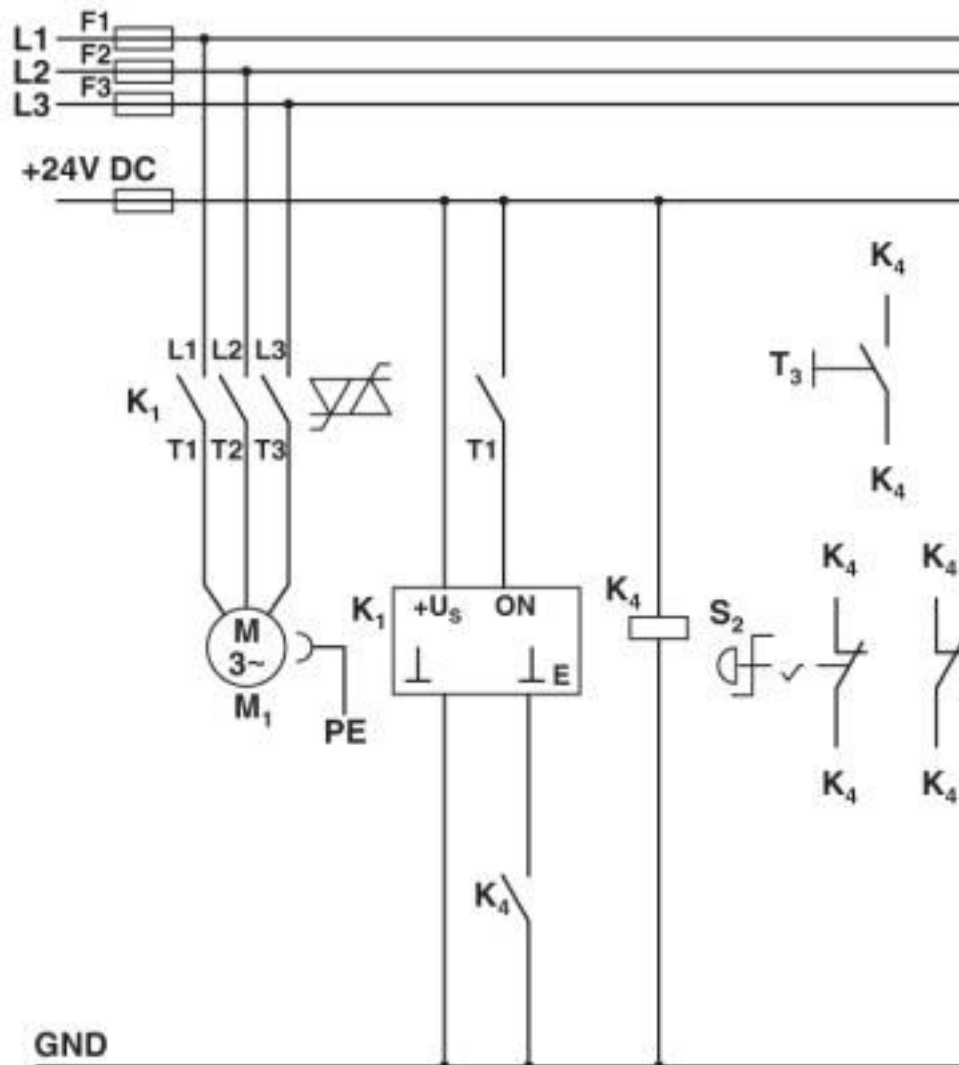 F1
L1
F2
L2
F3
L3
+24V DC
K₄
L1 L2 L3
T₃
K₁
T1 T2 T3
T1
K₄
K₄ K₄
K₁ +Uₛ ON
K₄
S₂
M
3~
E
M₁
PE
K₄ K₄
K₄
GND